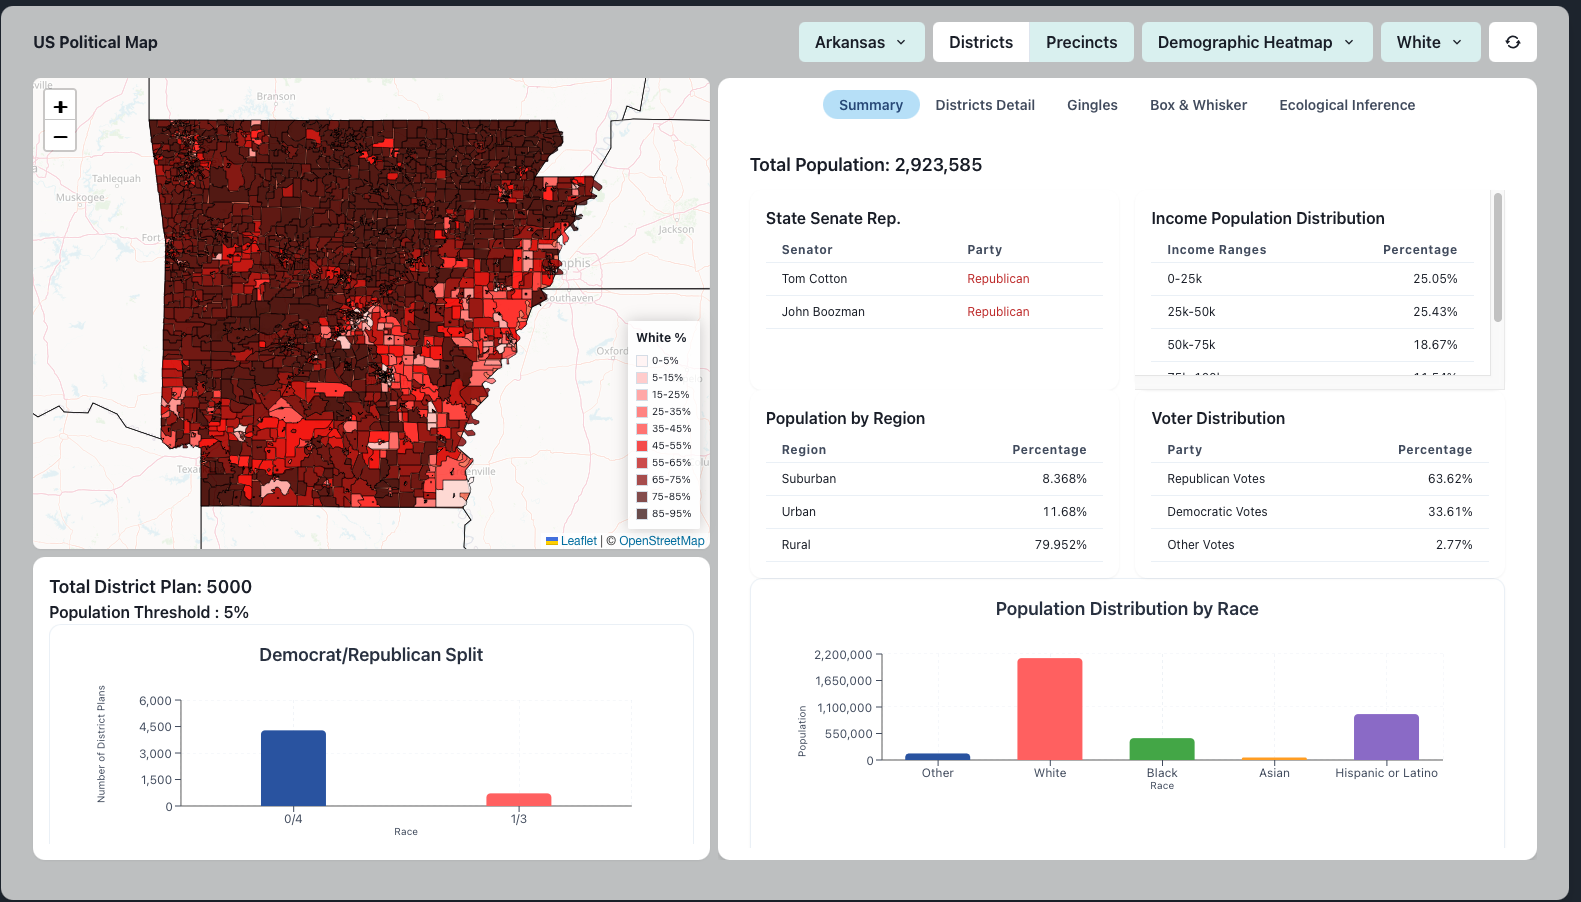 US Political Map
Arkansas
Districts
Precincts
Demographic Heatmap
White
+
−
Branson
Tahlequah
Muskogee
Fort
Jackson
phis
outhaven
Oxford
Texa
nville
White %
0-5%
5-15%
15-25%
25-35%
35-45%
45-55%
55-65%
65-75%
75-85%
85-95%
Leaflet | © OpenStreetMap
Total District Plan: 5000
Population Threshold : 5%
Democrat/Republican Split
Number of District Plans
6,000
4,500
3,000
1,500
0
0/4
1/3
Race
Summary
Districts Detail
Gingles
Box & Whisker
Ecological Inference
Total Population: 2,923,585
State Senate Rep.
Senator Party
Tom Cotton Republican
John Boozman Republican
Income Population Distribution
Income Ranges Percentage
0-25k 25.05%
25k-50k 25.43%
50k-75k 18.67%
Population by Region
Region Percentage
Suburban 8.368%
Urban 11.68%
Rural 79.952%
Voter Distribution
Party Percentage
Republican Votes 63.62%
Democratic Votes 33.61%
Other Votes 2.77%
Population Distribution by Race
Population
2,200,000
1,650,000
1,100,000
550,000
0
Other
White
Black
Asian
Hispanic or Latino
Race